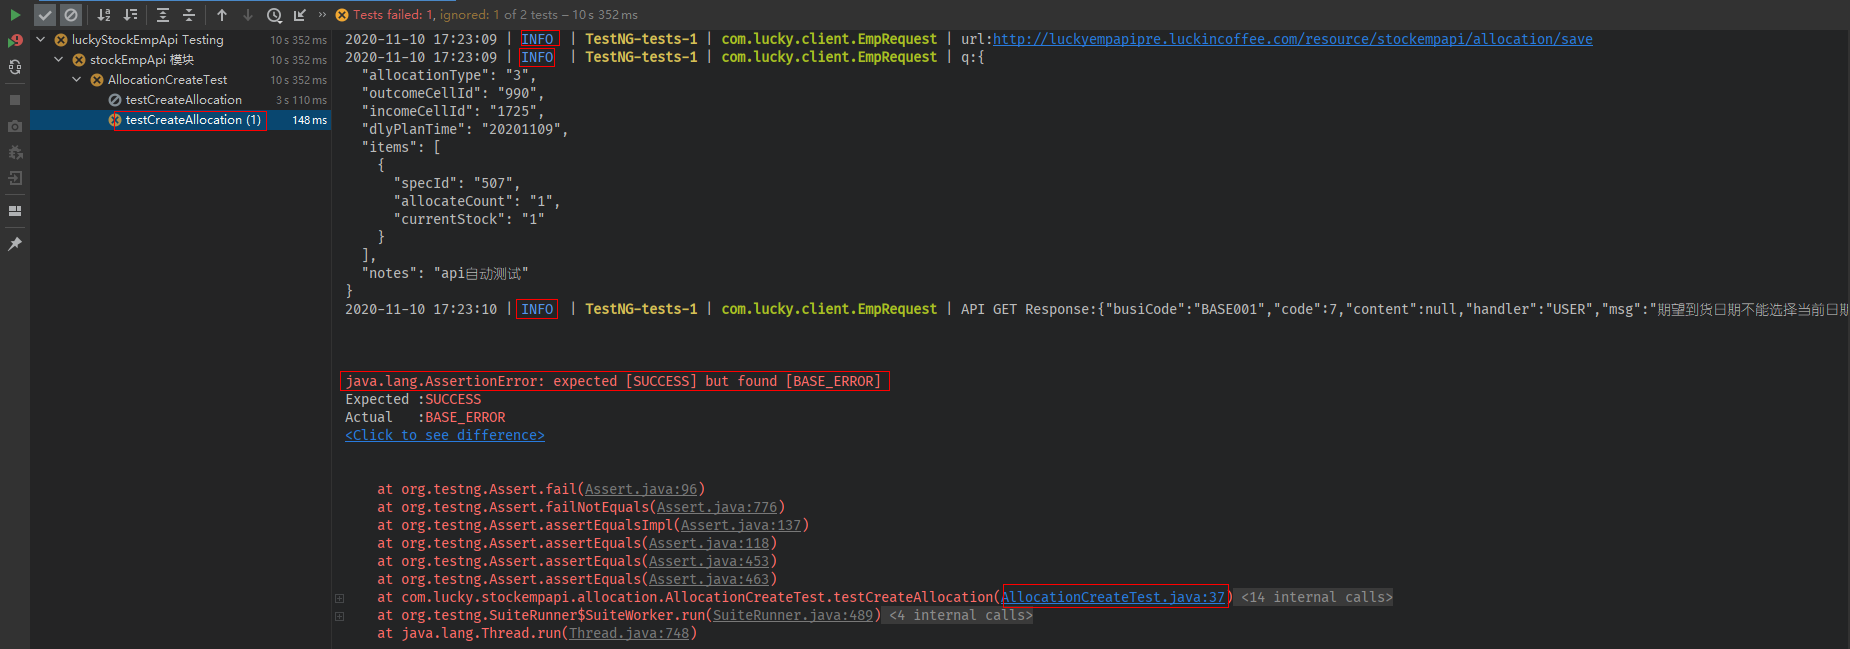 Tests failed: 1, ignored: 1 of 2 tests – 10 s 352 ms
luckyStockEmpApi Testing 10 s 352 ms
stockEmpApi 模块 10 s 352 ms
AllocationCreateTest 10 s 352 ms
testCreateAllocation 3 s 110 ms
testCreateAllocation (1) 148 ms
2020-11-10 17:23:09 | INFO | TestNG-tests-1 | com.lucky.client.EmpRequest | url:http://luckyempapipre.luckincoffee.com/resource/stockempapi/allocation/save
2020-11-10 17:23:09 | INFO | TestNG-tests-1 | com.lucky.client.EmpRequest | q:{
"allocationType": "3",
"outcomeCellId": "990",
"incomeCellId": "1725",
"dlyPlanTime": "20201109",
"items": [
{
"specId": "507",
"allocateCount": "1",
"currentStock": "1"
}
],
"notes": "api自动测试"
}
2020-11-10 17:23:10 | INFO | TestNG-tests-1 | com.lucky.client.EmpRequest | API GET Response:{"busiCode":"BASE001","code":7,"content":null,"handler":"USER","msg":"期望到货日期不能选择当前日期
java.lang.AssertionError: expected [SUCCESS] but found [BASE_ERROR]
Expected :SUCCESS
Actual :BASE_ERROR
<Click to see difference>
at org.testng.Assert.fail(Assert.java:96)
at org.testng.Assert.failNotEquals(Assert.java:776)
at org.testng.Assert.assertEqualsImpl(Assert.java:137)
at org.testng.Assert.assertEquals(Assert.java:118)
at org.testng.Assert.assertEquals(Assert.java:453)
at org.testng.Assert.assertEquals(Assert.java:463)
at com.lucky.stockempapi.allocation.AllocationCreateTest.testCreateAllocation(AllocationCreateTest.java:37) <14 internal calls>
at org.testng.SuiteRunner$SuiteWorker.run(SuiteRunner.java:489) <4 internal calls>
at java.lang.Thread.run(Thread.java:748)